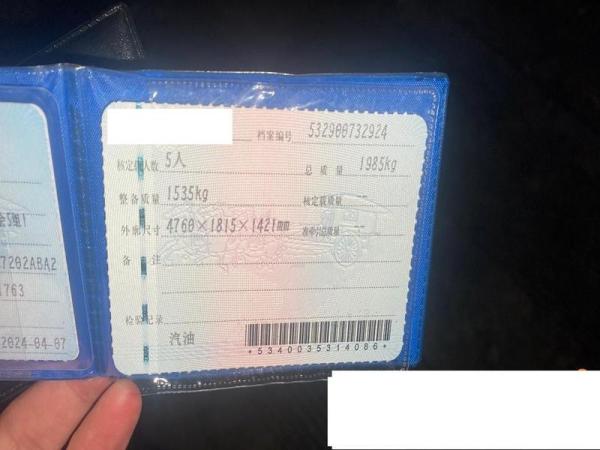 档案编号 532900732924
核定载人数 5人 总质量 1985kg
整备质量 1535kg 核定载质量 --
外廓尺寸 4760×1815×1421mm 准牵引总质量 --
备注
检验记录
汽油
*5340035314086*
7202ABA2
1763
2024-04-07